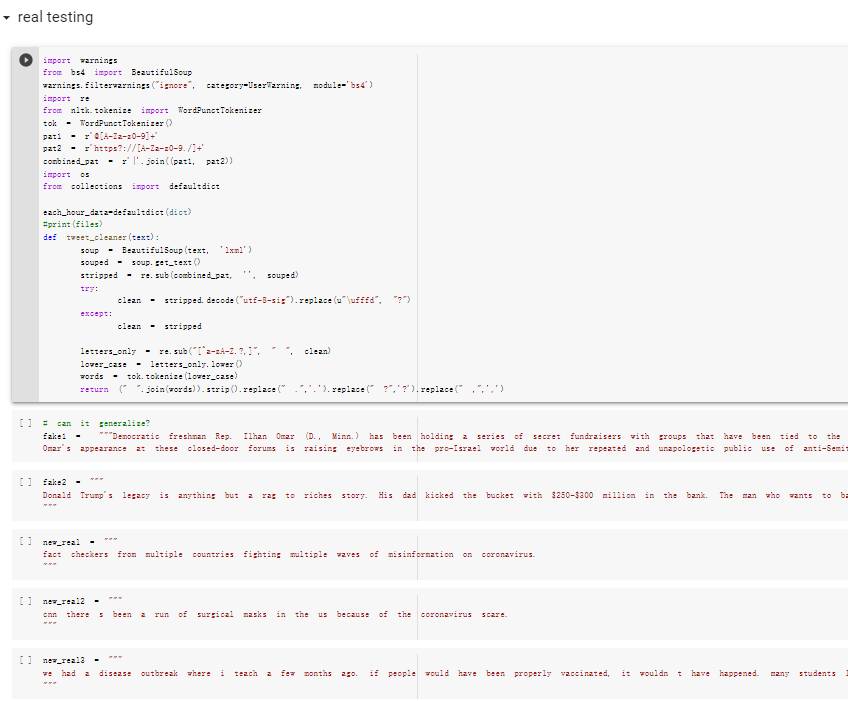 real testing
import warnings
from bs4 import BeautifulSoup
warnings.filterwarnings("ignore", category=UserWarning, module='bs4')
import re
from nltk.tokenize import WordPunctTokenizer
tok = WordPunctTokenizer()
pat1 = r'@[A-Za-z0-9]+'
pat2 = r'https?://[A-Za-z0-9./]+'
combined_pat = r'|'.join((pat1, pat2))
import os
from collections import defaultdict
each_hour_data=defaultdict(dict)
#print(files)
def tweet_cleaner(text):
soup = BeautifulSoup(text, 'lxml')
souped = soup.get_text()
stripped = re.sub(combined_pat, '', souped)
try:
clean = stripped.decode("utf-8-sig").replace(u"\ufffd", "?")
except:
clean = stripped
letters_only = re.sub("[^a-zA-Z.?,]", " ", clean)
lower_case = letters_only.lower()
words = tok.tokenize(lower_case)
return (" ".join(words)).strip().replace(" .",'.').replace(" ?",'?').replace(" ,",',')
[ ] # can it generalize?
fake1 = """Democratic freshman Rep. Ilhan Omar (D., Minn.) has been holding a series of secret fundraisers with groups that have been tied to the
Omar's appearance at these closed-door forums is raising eyebrows in the pro-Israel world due to her repeated and unapologetic public use of anti-Semit
[ ] fake2 = """
Donald Trump's legacy is anything but a rag to riches story. His dad kicked the bucket with $250-$300 million in the bank. The man who wants to ba
"""
[ ] new_real = """
fact checkers from multiple countries fighting multiple waves of misinformation on coronavirus.
"""
[ ] new_real2 = """
cnn there s been a run of surgical masks in the us because of the coronavirus scare.
"""
[ ] new_real3 = """
we had a disease outbreak where i teach a few months ago. if people would have been properly vaccinated, it wouldn t have happened. many students
"""